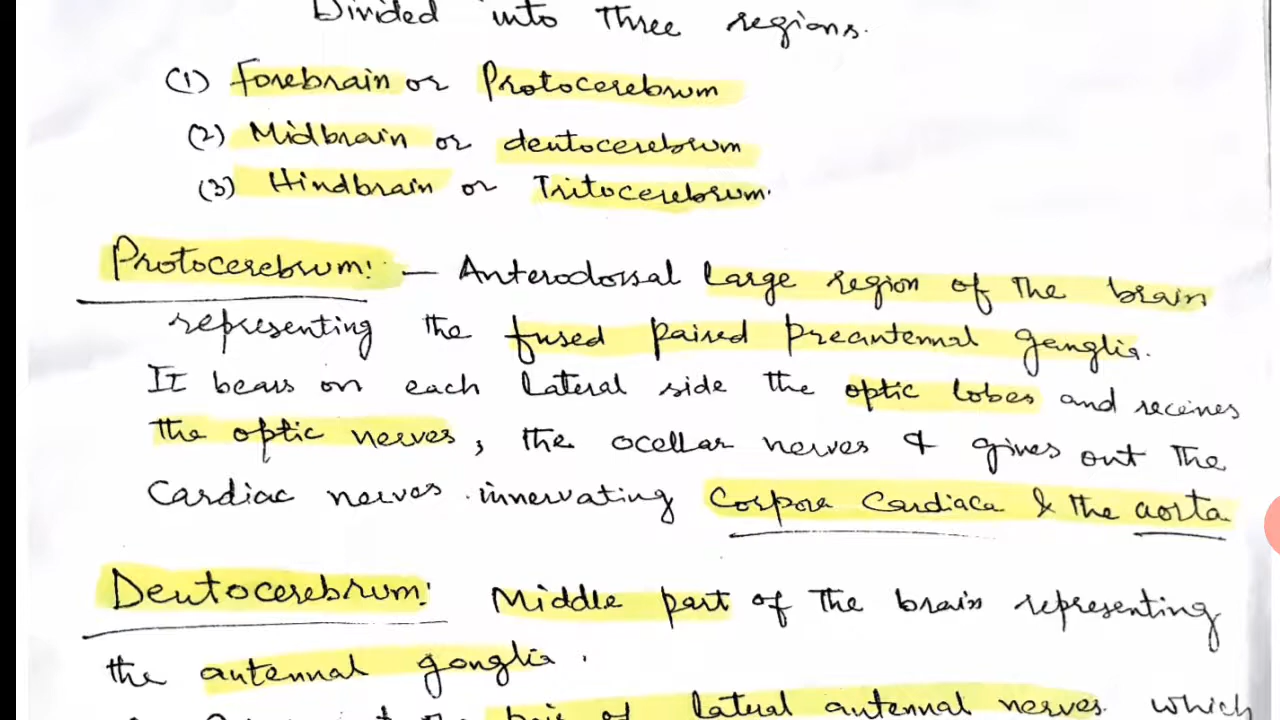 Divided into three regions.
(1) Forebrain or Protocerebrum
(2) Midbrain or deutocerebrum
(3) Hindbrain or Tritocerebrum.
Protocerebrum: — Anterodorsal large region of the brain
representing the fused paired preantennal ganglia.
It bears on each lateral side the optic lobes and receives
the optic nerves, the ocellar nerves & gives out the
Cardiac nerves innervating Corpora Cardiaca & the aorta
Deutocerebrum: Middle part of the brain representing
the antennal ganglia.
pair of lateral antennal nerves which